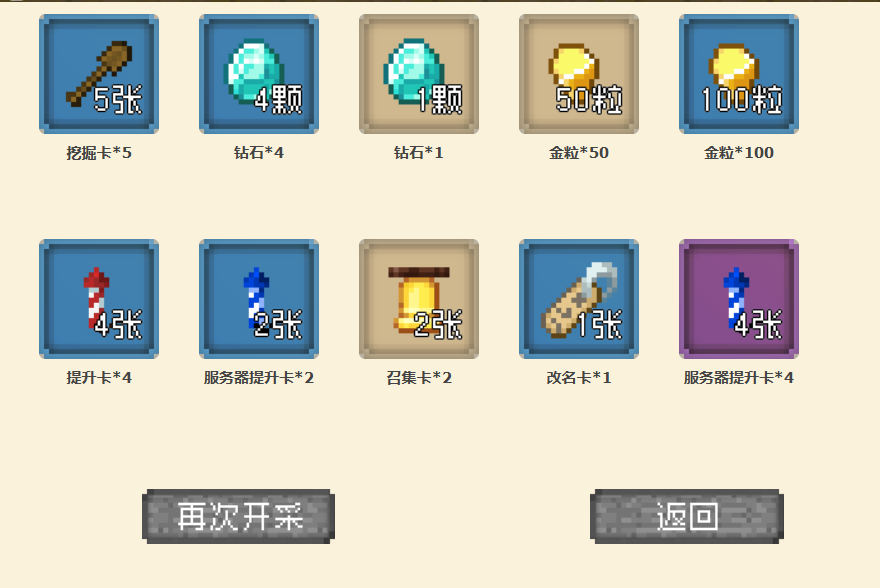 5张
4颗
1颗
50粒
100粒
挖掘卡*5
钻石*4
钻石*1
金粒*50
金粒*100
4张
2张
2张
1张
4张
提升卡*4
服务器提升卡*2
召集卡*2
改名卡*1
服务器提升卡*4
再次开采
返回